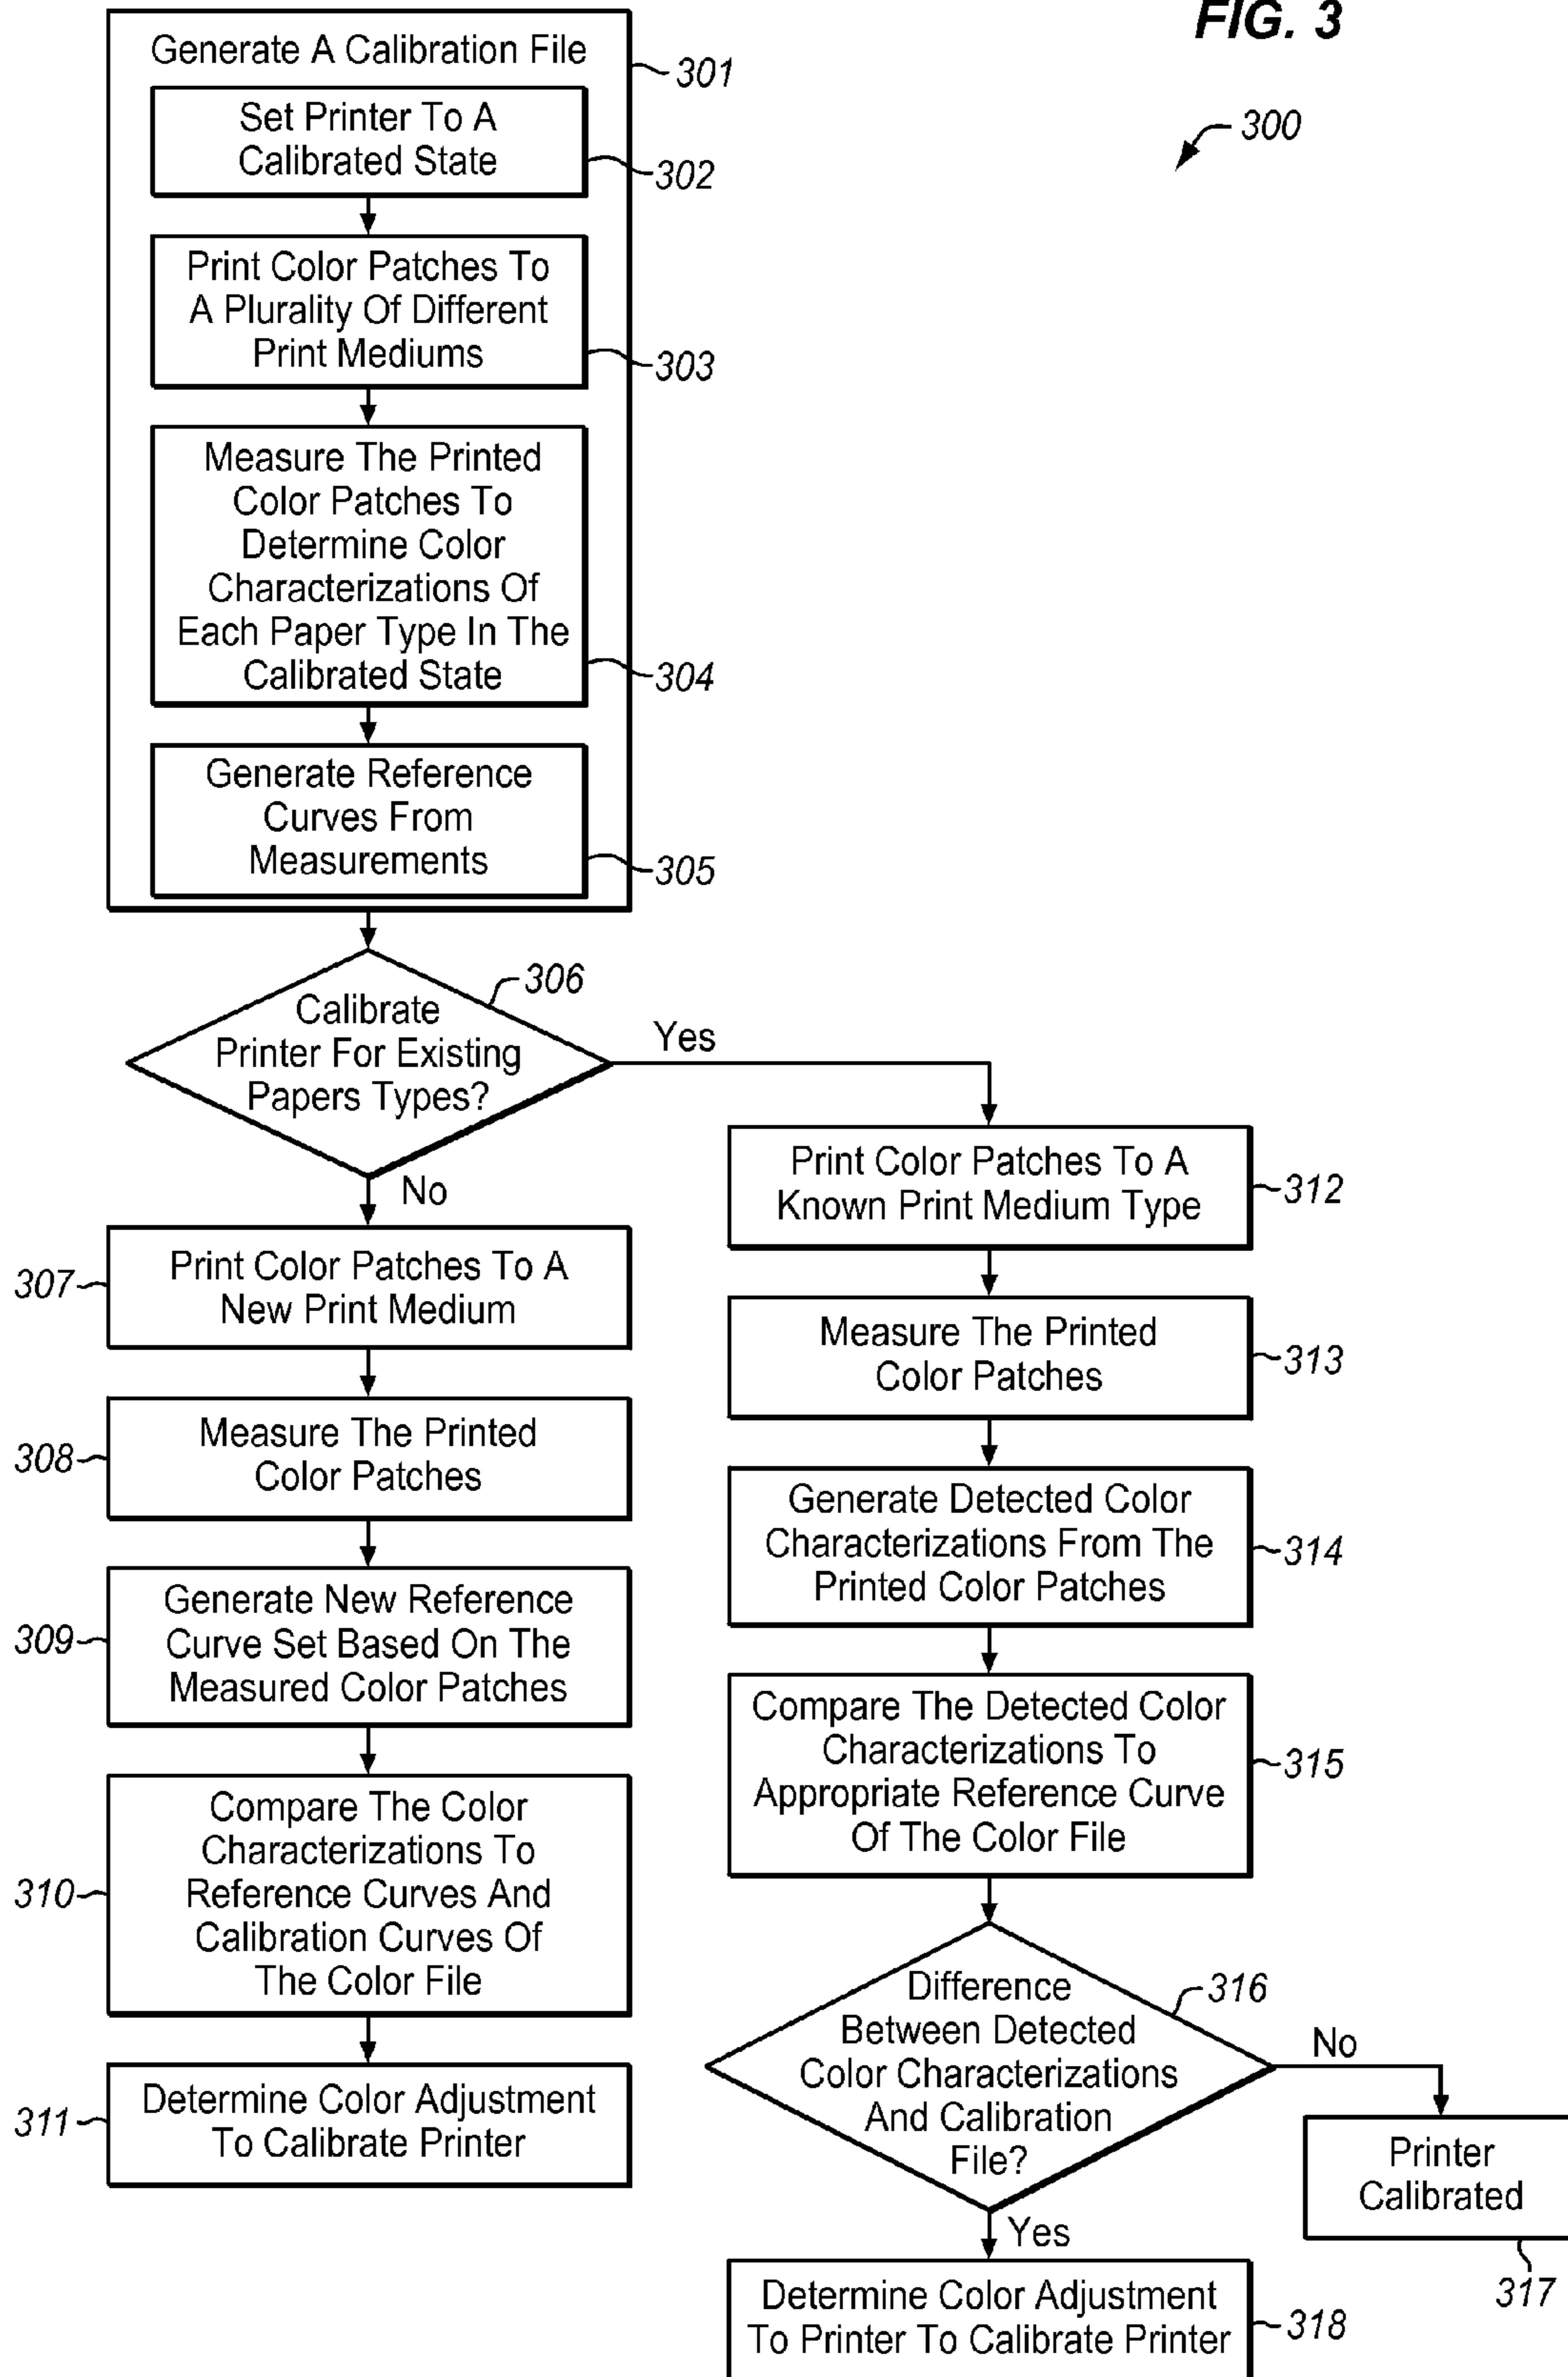 FIG. 3
300
Generate A Calibration File
301
Set Printer To A
Calibrated State
302
Print Color Patches To
A Plurality Of Different
Print Mediums
303
Measure The Printed
Color Patches To
Determine Color
Characterizations Of
Each Paper Type In The
Calibrated State
304
Generate Reference
Curves From
Measurements
305
Calibrate
Printer For Existing
Papers Types?
306
Yes
No
Print Color Patches To A
New Print Medium
307
Measure The Printed
Color Patches
308
Generate New Reference
Curve Set Based On The
Measured Color Patches
309
Compare The Color
Characterizations To
Reference Curves And
Calibration Curves Of
The Color File
310
Determine Color Adjustment
To Calibrate Printer
311
Print Color Patches To A
Known Print Medium Type
312
Measure The Printed
Color Patches
313
Generate Detected Color
Characterizations From The
Printed Color Patches
314
Compare The Detected Color
Characterizations To
Appropriate Reference Curve
Of The Color File
315
Difference
Between Detected
Color Characterizations
And Calibration
File?
316
No
Printer
Calibrated
317
Yes
Determine Color Adjustment
To Printer To Calibrate Printer
318